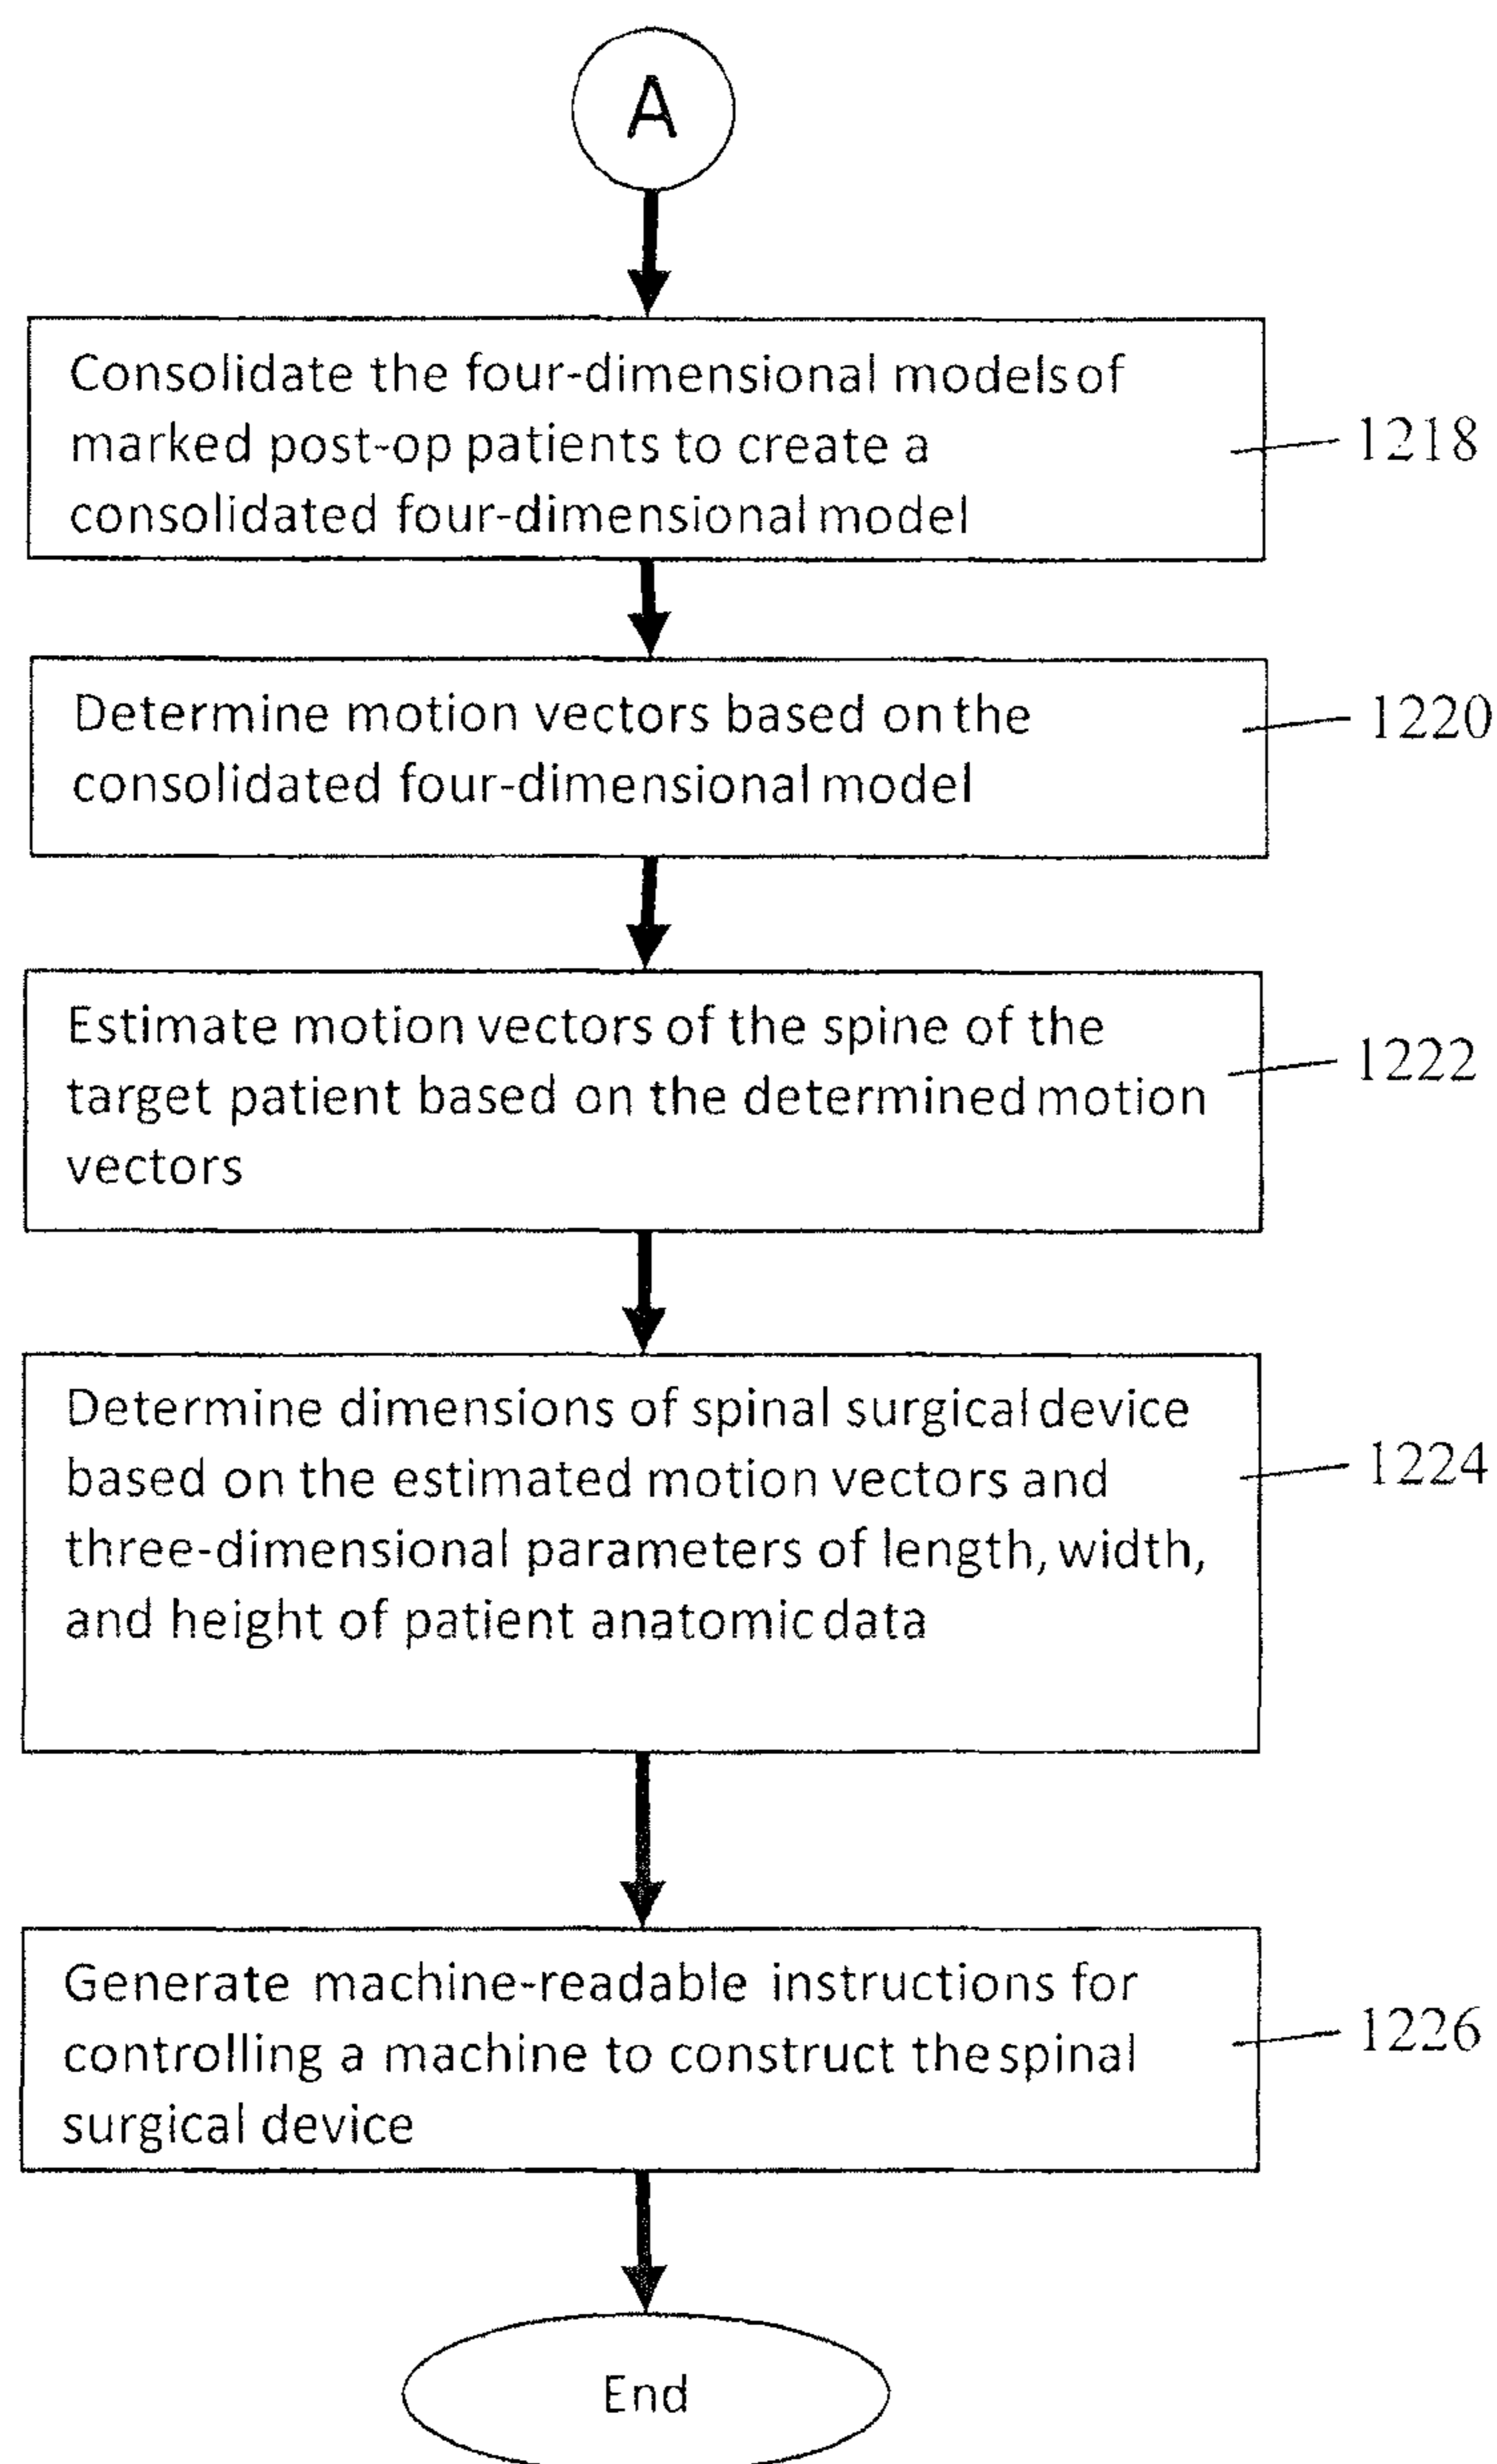 A
Consolidate the four-dimensional models of
marked post-op patients to create a
consolidated four-dimensional model
1218
Determine motion vectors based on the
consolidated four-dimensional model
1220
Estimate motion vectors of the spine of the
target patient based on the determined motion
vectors
1222
Determine dimensions of spinal surgical device
based on the estimated motion vectors and
three-dimensional parameters of length, width,
and height of patient anatomic data
1224
Generate machine-readable instructions for
controlling a machine to construct the spinal
surgical device
1226
End